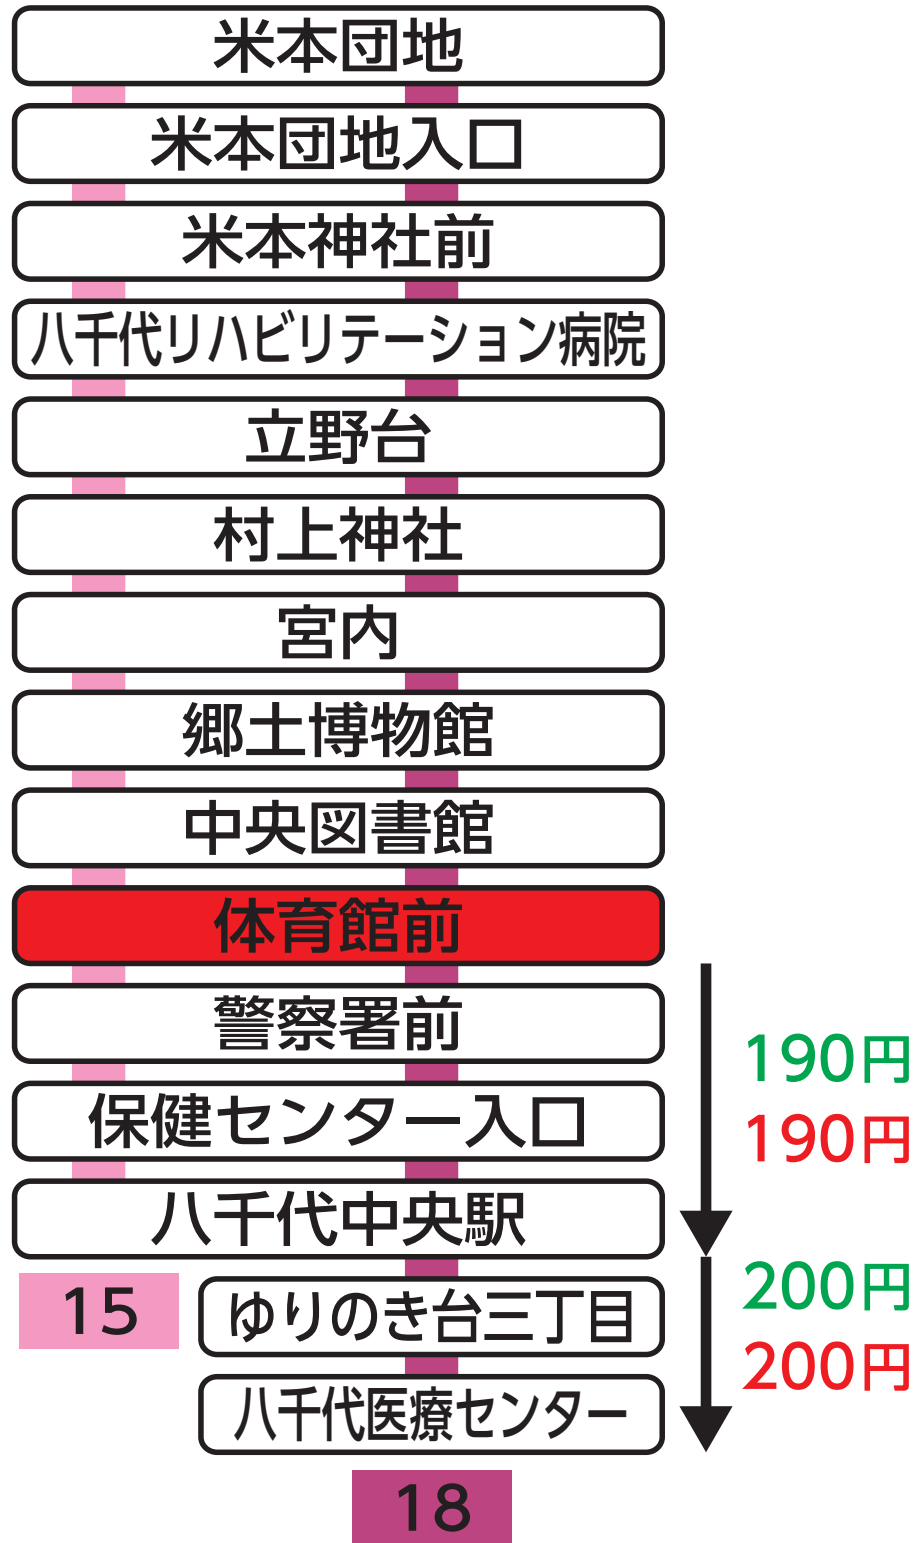 米本団地
米本団地入口
米本神社前
八千代リハビリテーション病院
立野台
村上神社
宮内
郷土博物館
中央図書館
体育館前
警察署前
190円
保健センター入口
190円
八千代中央駅
200円
15
ゆりのき台三丁目
200円
八千代医療センター
18